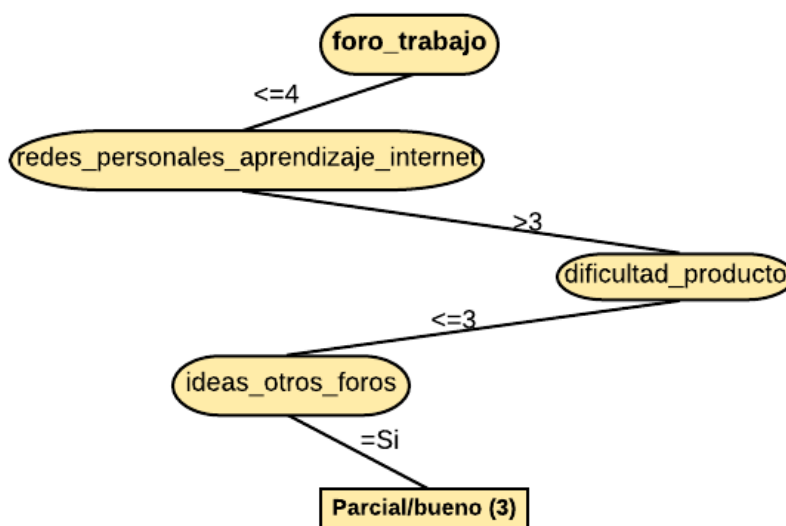 foro_trabajo
<=4
redes_personales_aprendizaje_internet
>3
dificultad_producto
<=3
ideas_otros_foros
=Si
Parcial/bueno (3)